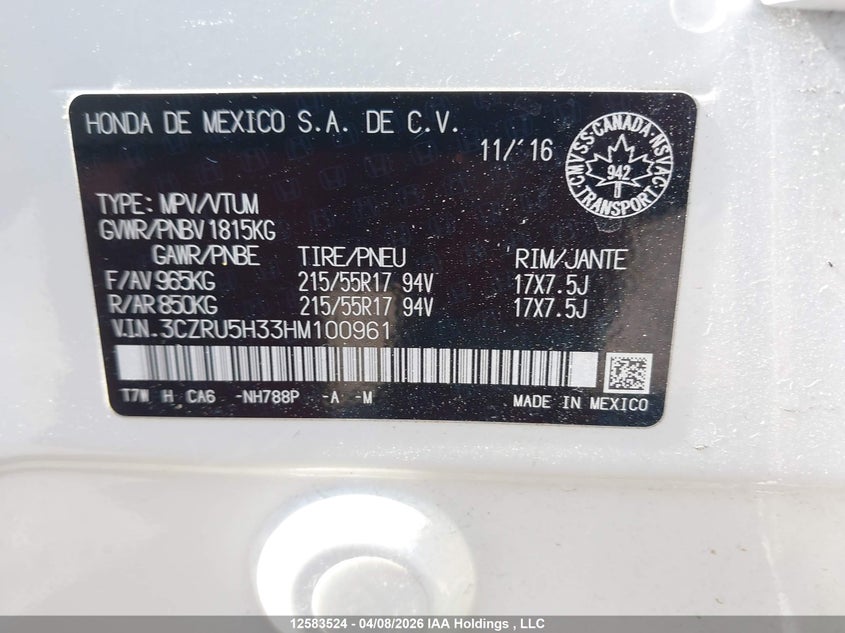 HONDA DE MEXICO S.A. DE C.V.
11/´16
CMVSS·CANADA·NSVAC
942
TRANSPORT
TYPE: MPV/VTUM
GVWR/PNBV 1815KG
GAWR/PNBE TIRE/PNEU RIM/JANTE
F/AV 965KG 215/55R17 94V 17X7.5J
R/AR 850KG 215/55R17 94V 17X7.5J
V.I.N. 3CZRU5H33HM100961
T7W H CA6 -NH788P -A -M MADE IN MEXICO
12583524 - 04/08/2026 IAA Holdings , LLC